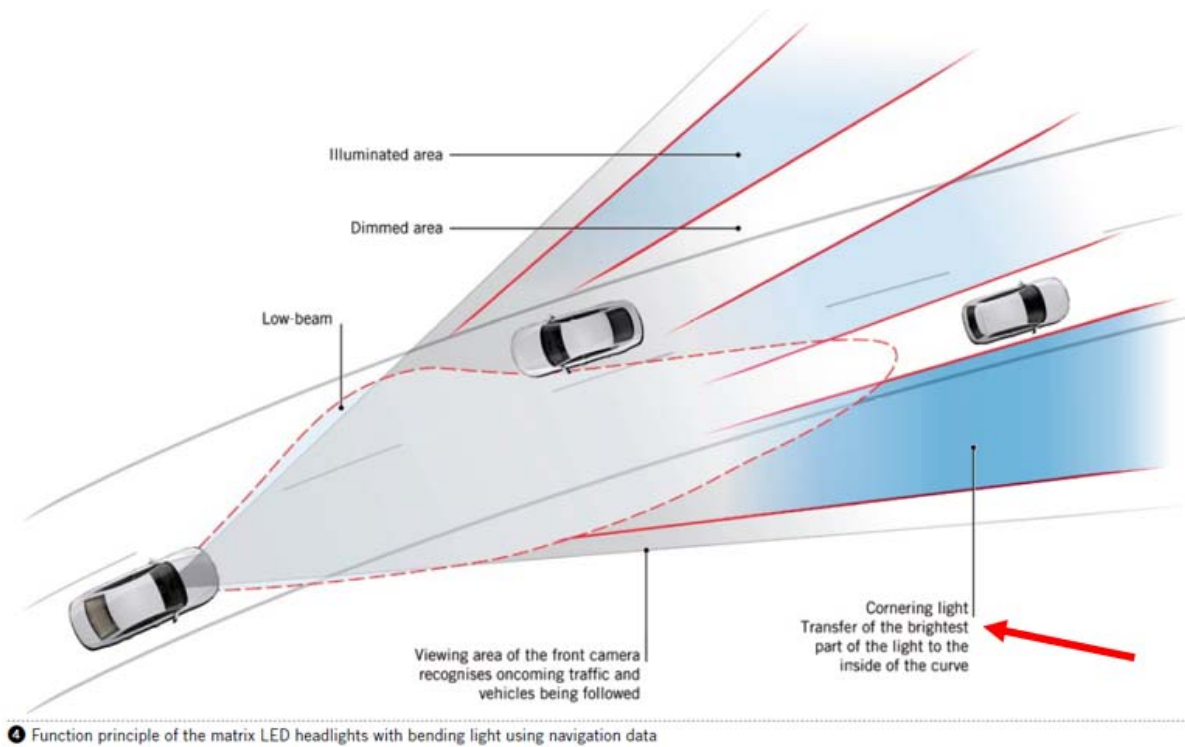 Illuminated area
Dimmed area
Low-beam
Cornering light
Transfer of the brightest
part of the light to the
inside of the curve
Viewing area of the front camera
recognises oncoming traffic and
vehicles being followed
4 Function principle of the matrix LED headlights with bending light using navigation data